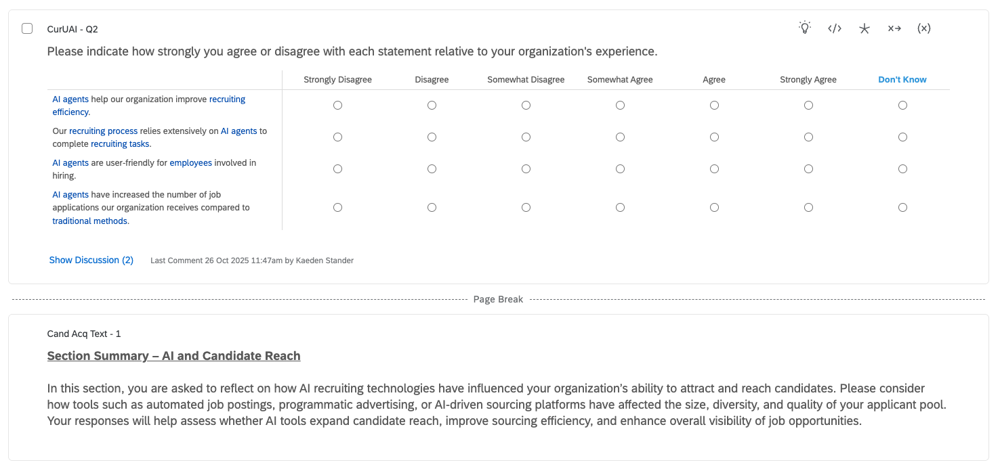 CurUAI - Q2
Please indicate how strongly you agree or disagree with each statement relative to your organization's experience.
Strongly Disagree Disagree Somewhat Disagree Somewhat Agree Agree Strongly Agree Don't Know
AI agents help our organization improve recruiting
efficiency.
Our recruiting process relies extensively on AI agents to
complete recruiting tasks.
AI agents are user-friendly for employees involved in
hiring.
AI agents have increased the number of job
applications our organization receives compared to
traditional methods.
Show Discussion (2) Last Comment 26 Oct 2025 11:47am by Kaeden Stander
Page Break
Cand Acq Text - 1
Section Summary – AI and Candidate Reach
In this section, you are asked to reflect on how AI recruiting technologies have influenced your organization’s ability to attract and reach candidates. Please consider
how tools such as automated job postings, programmatic advertising, or AI-driven sourcing platforms have affected the size, diversity, and quality of your applicant pool.
Your responses will help assess whether AI tools expand candidate reach, improve sourcing efficiency, and enhance overall visibility of job opportunities.